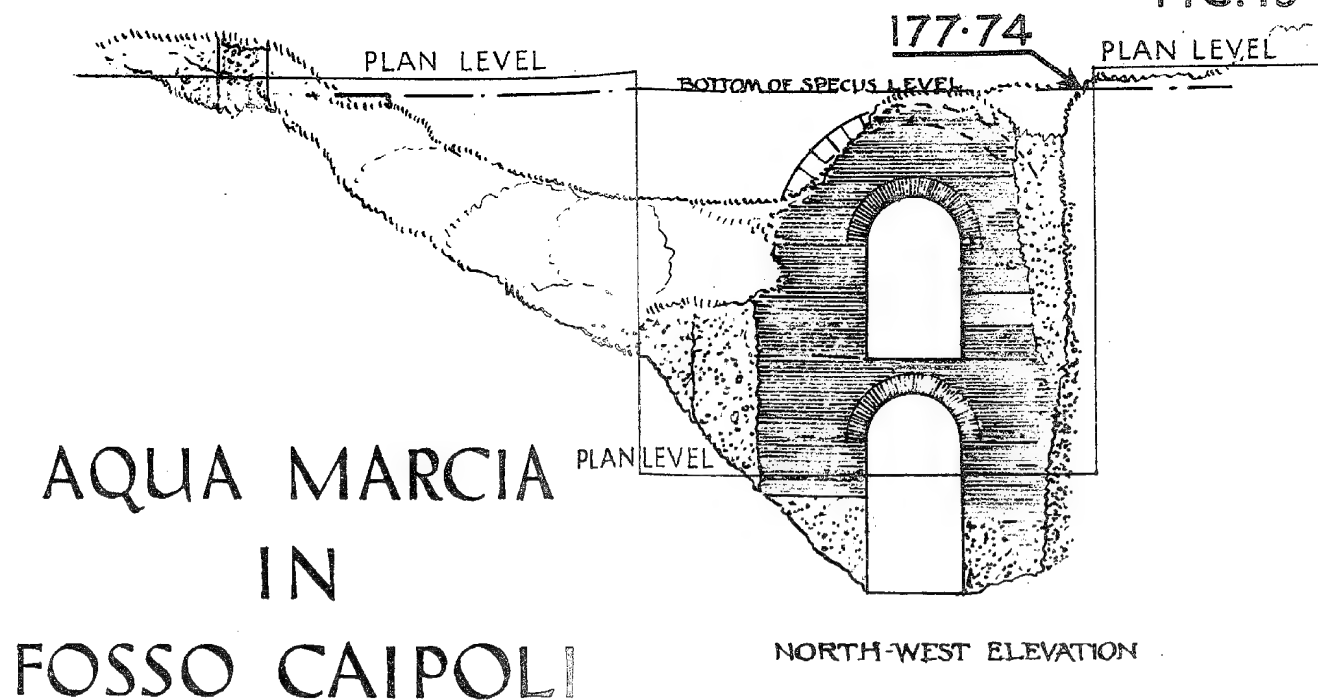 177·74
PLAN LEVEL
PLAN LEVEL
BOTTOM OF SPECUS LEVEL
PLAN LEVEL
AQUA MARCIA
IN
FOSSO CAIPOLI
NORTH-WEST ELEVATION